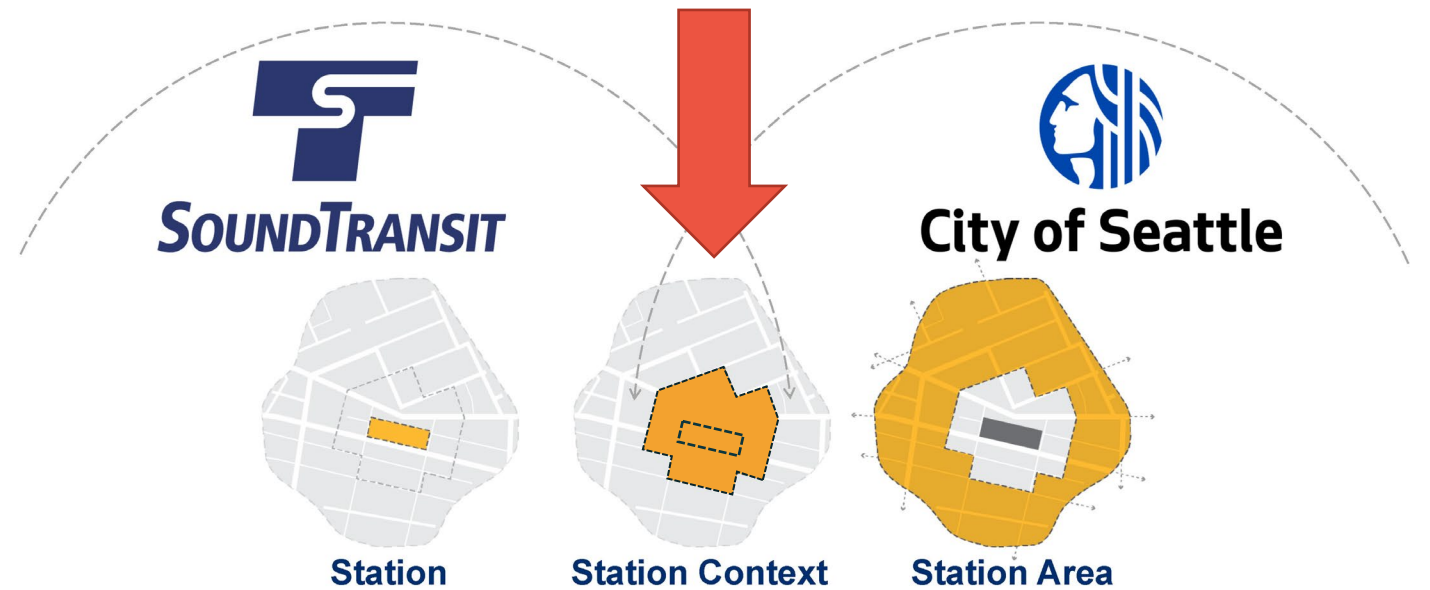 SOUNDTRANSIT
City of Seattle
Station
Station Context
Station Area